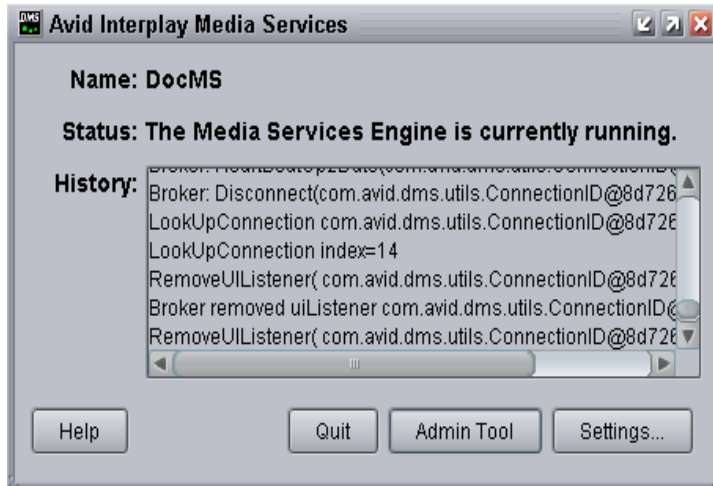 DMS
Avid Interplay Media Services
Name: DocMS
Status: The Media Services Engine is currently running.
History:
Broker: Disconnect(com.avid.dms.utils.ConnectionID@8d726
LookUpConnection com.avid.dms.utils.ConnectionID@8d726
LookUpConnection index=14
RemoveUIListener( com.avid.dms.utils.ConnectionID@8d726
Broker removed uiListener com.avid.dms.utils.ConnectionID@
RemoveUIListener( com.avid.dms.utils.ConnectionID@8d726
Help
Quit
Admin Tool
Settings...